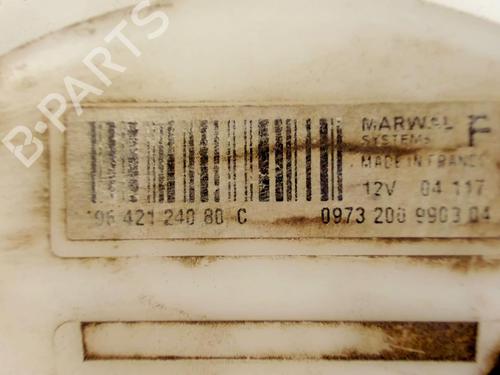 B-PARTS
MARWAL F
SYSTEMS
MADE IN FRANCE
12V 04 117
96 421 240 80 C 0973 200 9903 04